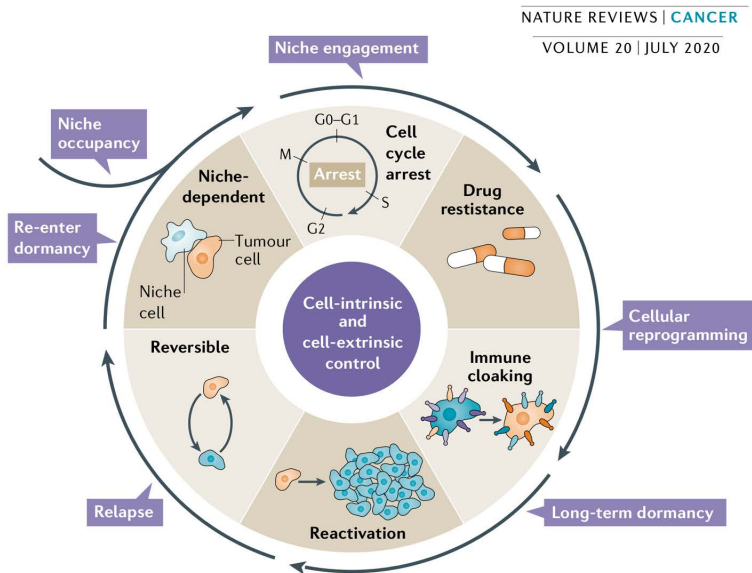 NATURE REVIEWS | CANCER
VOLUME 20 | JULY 2020
Niche engagement
Niche
occupancy
Re-enter
dormancy
Niche-
dependent
Tumour
cell
Niche
cell
G0–G1
M
Arrest
S
G2
Cell
cycle
arrest
Drug
restistance
Cell-intrinsic
and
cell-extrinsic
control
Cellular
reprogramming
Reversible
Immune
cloaking
Relapse
Reactivation
Long-term dormancy